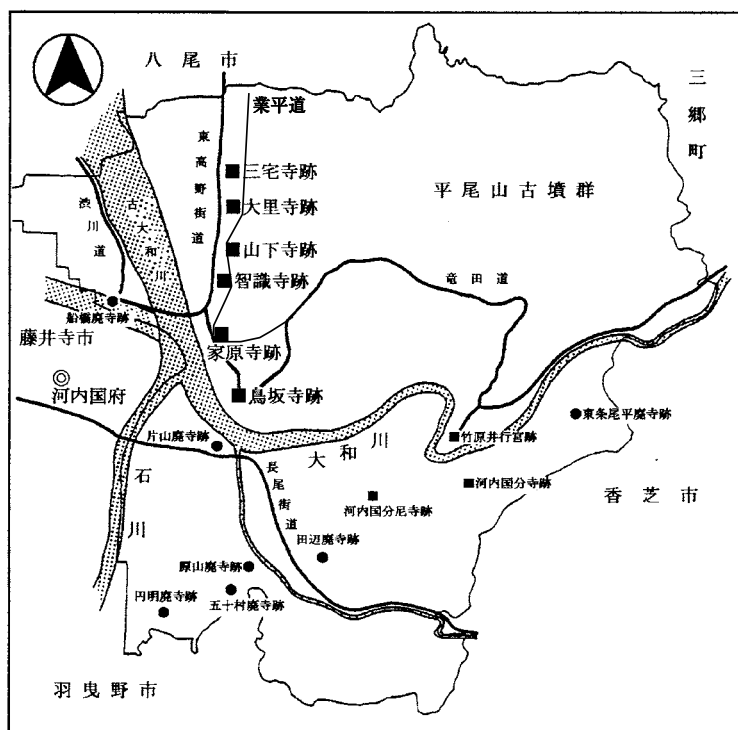 八尾市
三郷町
業平道
東高野街道
三宅寺跡
大里寺跡
平尾山古墳群
渋川道
古大和川
山下寺跡
智識寺跡
竜田道
船橋廃寺跡
藤井寺市
家原寺跡
河内国府
鳥坂寺跡
東条尾平廃寺跡
片山廃寺跡
大和川
竹原井行宮跡
石川
長尾街道
河内国分寺跡
香芝市
河内国分尼寺跡
田辺廃寺跡
原山廃寺跡
五十村廃寺跡
円明廃寺跡
羽曳野市